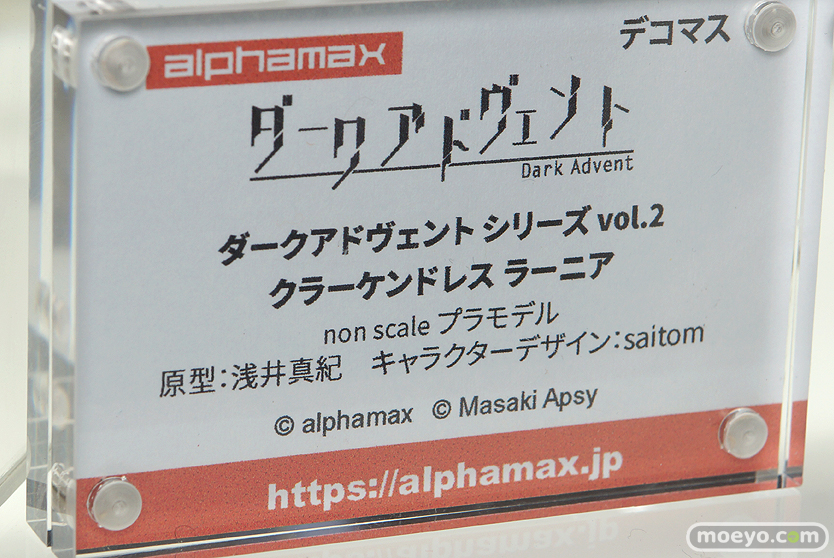 alphamax
デコマス
ダークアドヴェント
Dark Advent
ダークアドヴェント シリーズ vol.2
クラーケンドレス ラーニア
non scale プラモデル
原型：浅井真紀　キャラクターデザイン：saitom
© alphamax © Masaki Apsy
https://alphamax.jp
moeyo.com